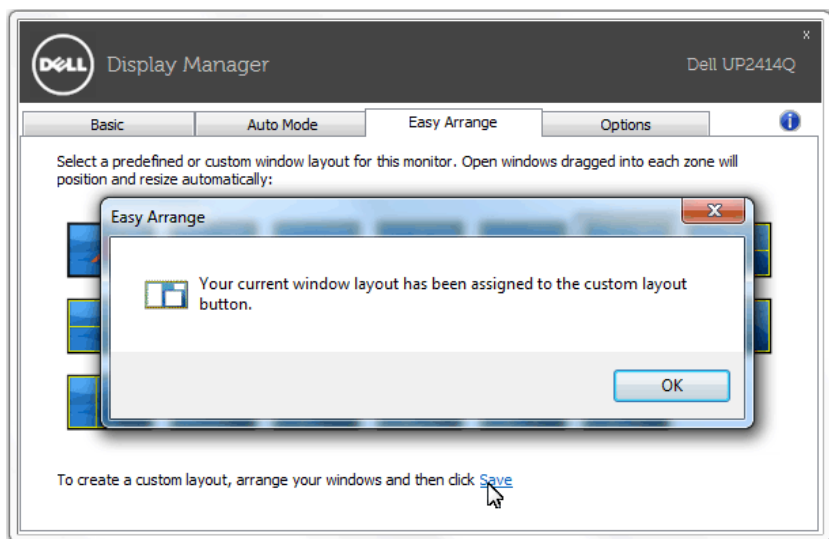 DELL Display Manager
x
Dell UP2414Q
Basic Auto Mode Easy Arrange Options
Select a predefined or custom window layout for this monitor. Open windows dragged into each zone will
position and resize automatically:
Easy Arrange
Your current window layout has been assigned to the custom layout
button.
OK
To create a custom layout, arrange your windows and then click Save